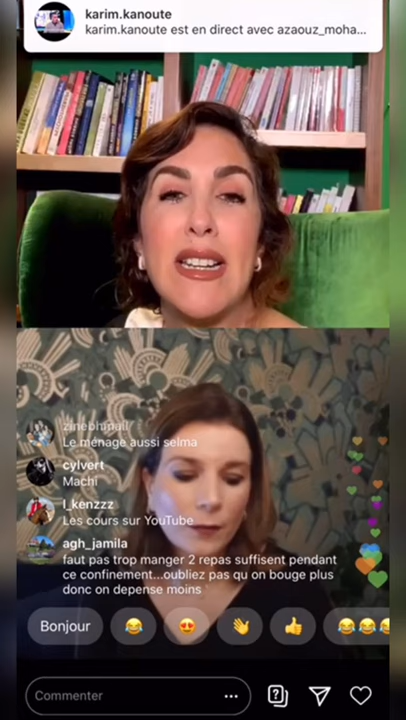 karim.kanoute
karim.kanoute est en direct avec azaouz_moha...
Le ménage aussi selma
cylvert
Machi
l_kenzzz
Les cours sur YouTube
agh_jamila
faut pas trop manger 2 repas suffisent pendant
ce confinement...oubliez pas qu on bouge plus
donc on depense moins
Bonjour
Commenter